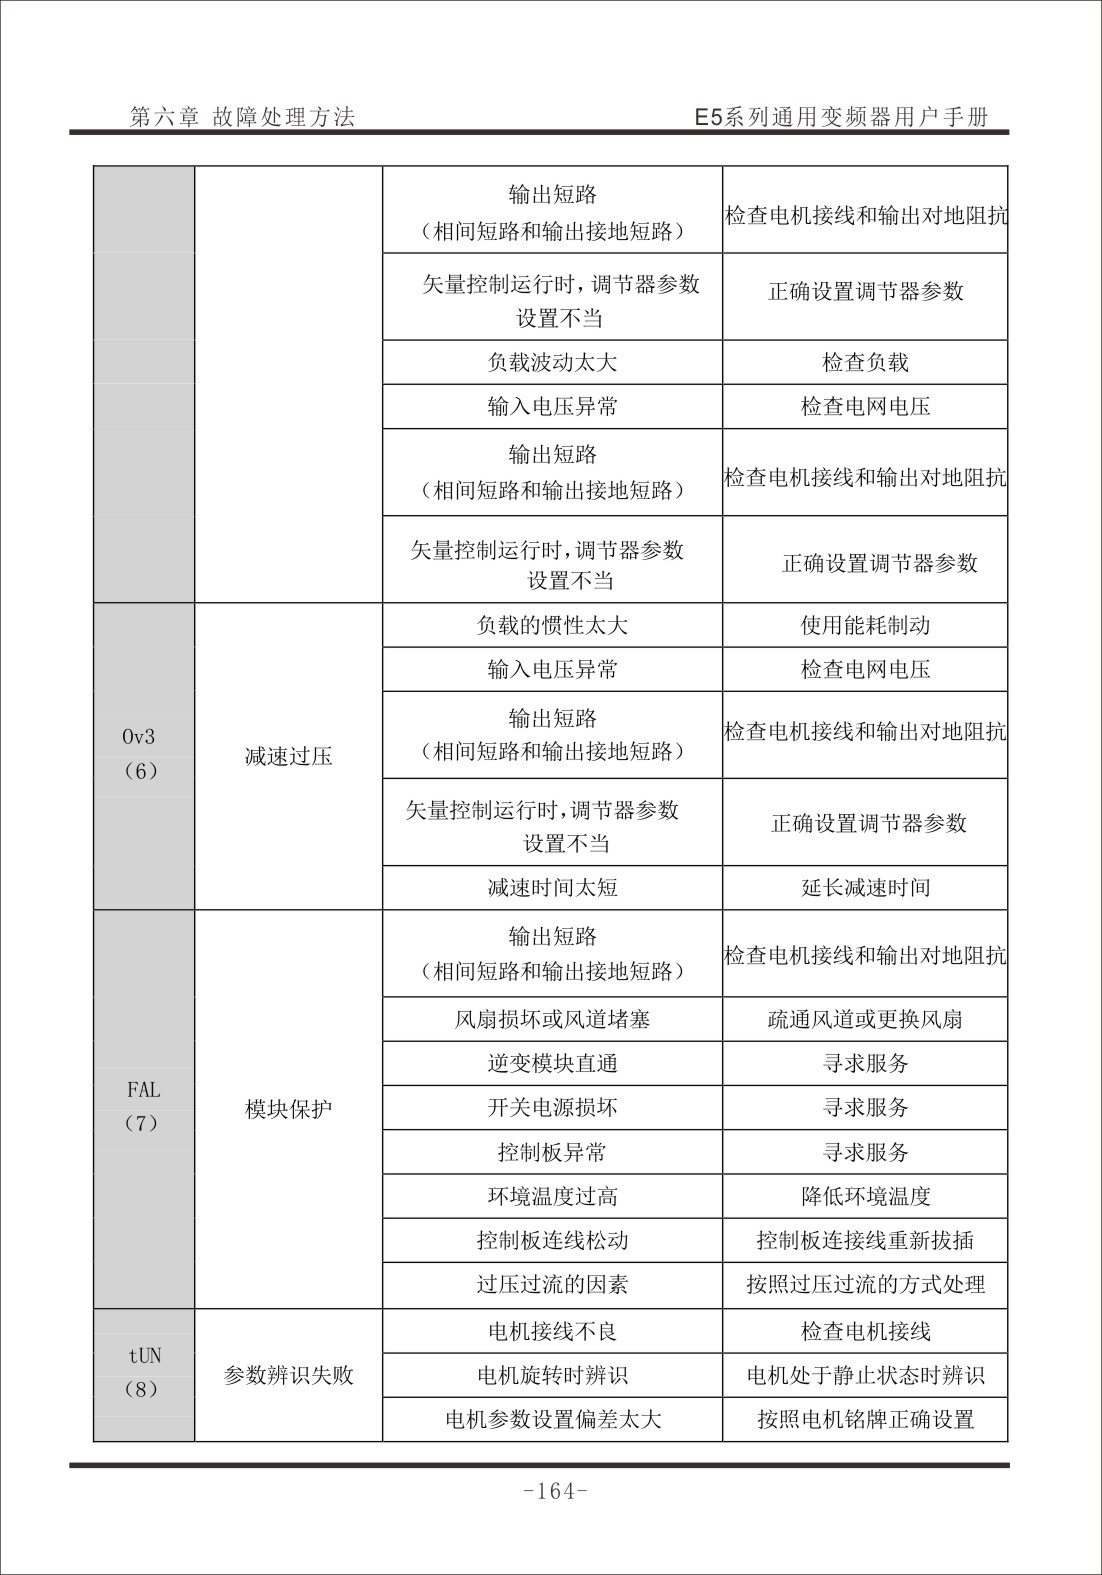 第六章 故障处理方法
E5系列通用变频器用户手册
输出短路
（相间短路和输出接地短路）
检查电机接线和输出对地阻抗
矢量控制运行时，调节器参数
设置不当
正确设置调节器参数
负载波动太大
检查负载
输入电压异常
检查电网电压
输出短路
（相间短路和输出接地短路）
检查电机接线和输出对地阻抗
矢量控制运行时，调节器参数
设置不当
正确设置调节器参数
Ov3
（6）
减速过压
负载的惯性太大
使用能耗制动
输入电压异常
检查电网电压
输出短路
（相间短路和输出接地短路）
检查电机接线和输出对地阻抗
矢量控制运行时，调节器参数
设置不当
正确设置调节器参数
减速时间太短
延长减速时间
FAL
（7）
模块保护
输出短路
（相间短路和输出接地短路）
检查电机接线和输出对地阻抗
风扇损坏或风道堵塞
疏通风道或更换风扇
逆变模块直通
寻求服务
开关电源损坏
寻求服务
控制板异常
寻求服务
环境温度过高
降低环境温度
控制板连线松动
控制板连接线重新拔插
过压过流的因素
按照过压过流的方式处理
tUN
（8）
参数辨识失败
电机接线不良
检查电机接线
电机旋转时辨识
电机处于静止状态时辨识
电机参数设置偏差太大
按照电机铭牌正确设置
-164-